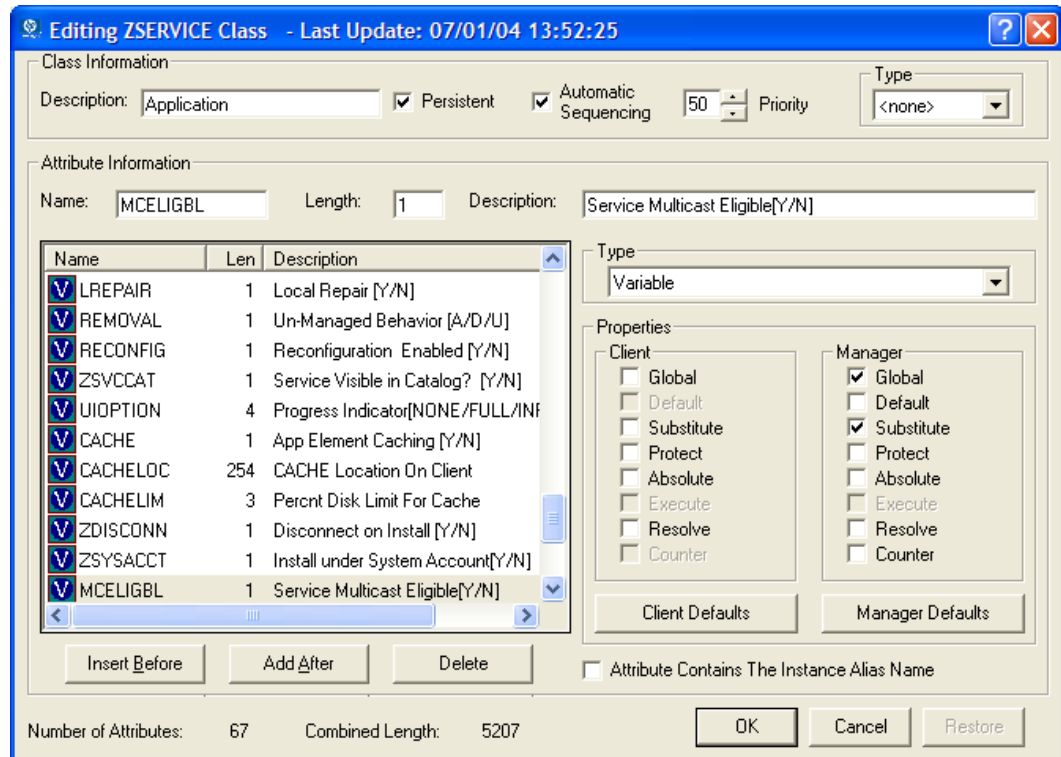 Editing ZSERVICE Class - Last Update: 07/01/04 13:52:25
Class Information
Description: Application Persistent Automatic Sequencing 50 Priority Type <none>
Attribute Information
Name: MCELIGBL Length: 1 Description: Service Multicast Eligible[Y/N]
Name Len Description
V LREPAIR 1 Local Repair [Y/N]
V REMOVAL 1 Un-Managed Behavior [A/D/U]
V RECONFIG 1 Reconfiguration Enabled [Y/N]
V ZSVCCAT 1 Service Visible in Catalog? [Y/N]
V UIOPTION 4 Progress Indicator[NONE/FULL/INF
V CACHE 1 App Element Caching [Y/N]
V CACHELOC 254 CACHE Location On Client
V CACHELIM 3 Percnt Disk Limit For Cache
V ZDISCONN 1 Disconnect on Install [Y/N]
V ZSYSACCT 1 Install under System Account[Y/N]
V MCELIGBL 1 Service Multicast Eligible[Y/N]
Insert Before Add After Delete
Type
Variable
Properties
Client
Global
Default
Substitute
Protect
Absolute
Execute
Resolve
Counter
Client Defaults
Manager
Global
Default
Substitute
Protect
Absolute
Execute
Resolve
Counter
Manager Defaults
Attribute Contains The Instance Alias Name
Number of Attributes: 67 Combined Length: 5207
OK Cancel Restore